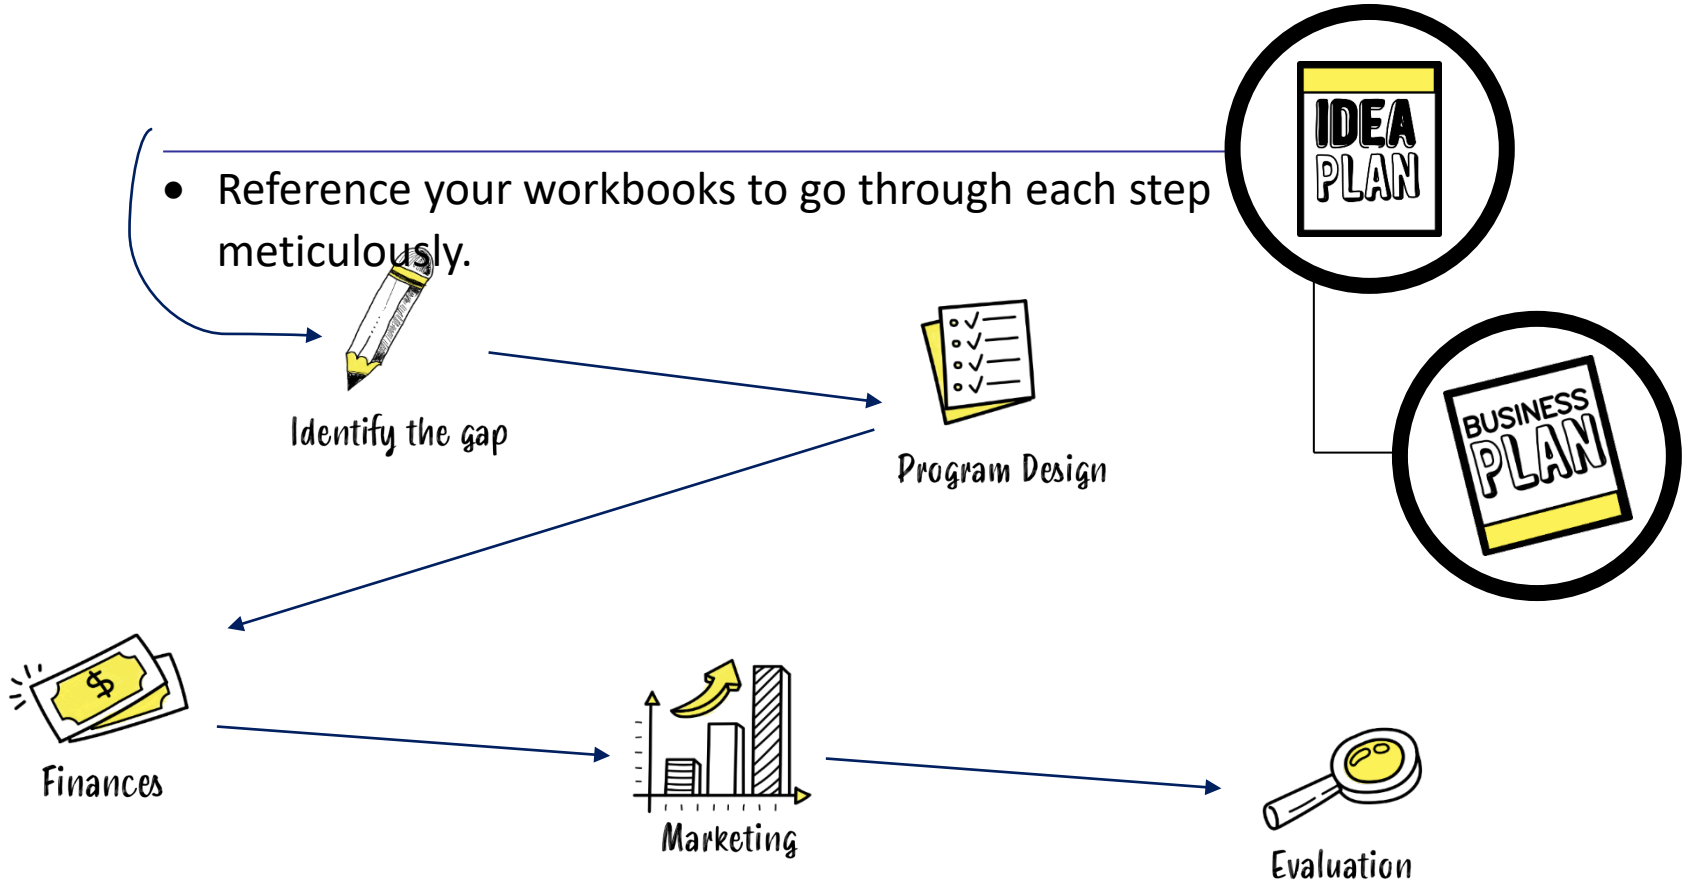 IDEA
PLAN
• Reference your workbooks to go through each step
meticulously.
BUSINESS
PLAN
Identify the gap
Program Design
$
Finances
Marketing
Evaluation